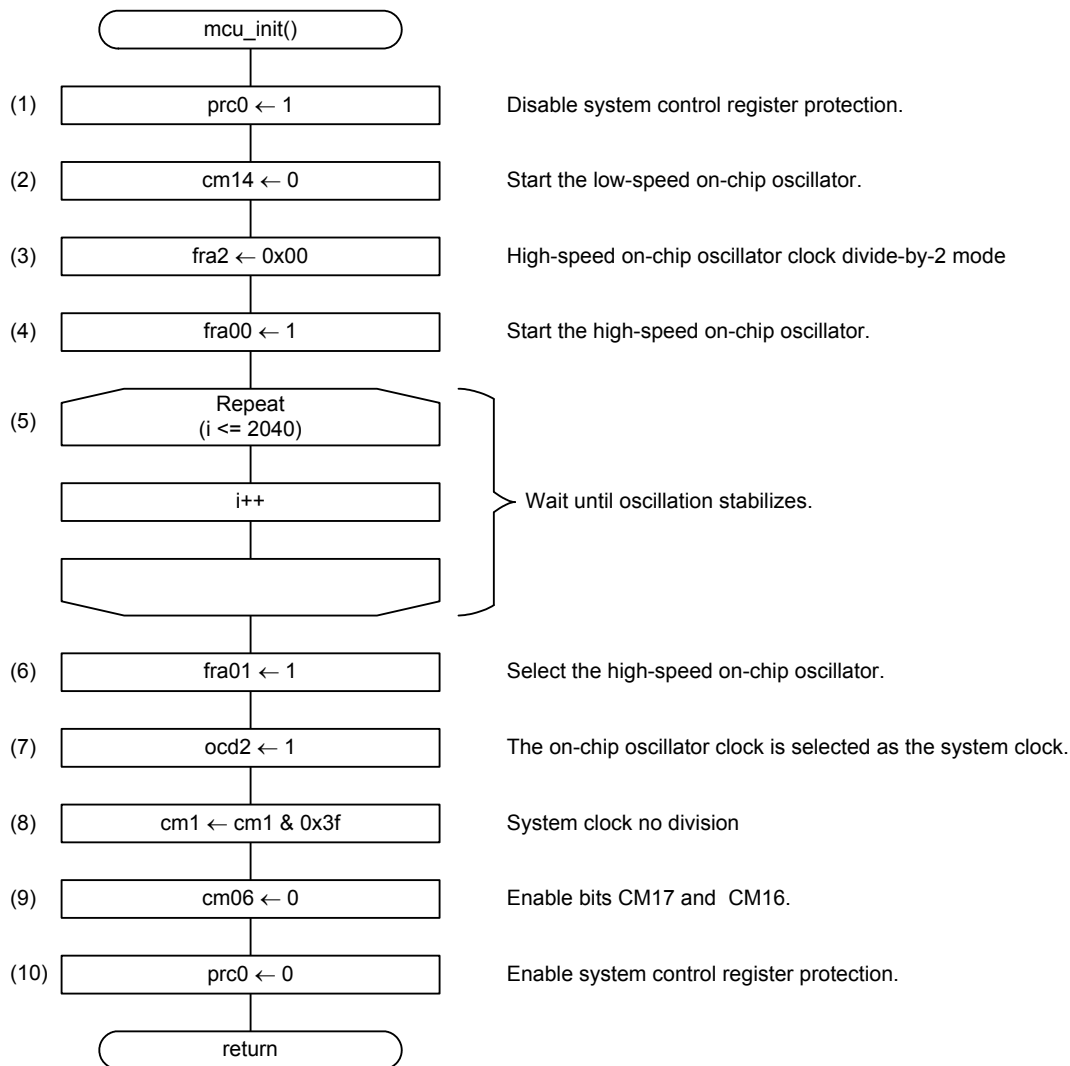 mcu_init()
(1) prc0 ← 1 Disable system control register protection.
(2) cm14 ← 0 Start the low-speed on-chip oscillator.
(3) fra2 ← 0x00 High-speed on-chip oscillator clock divide-by-2 mode
(4) fra00 ← 1 Start the high-speed on-chip oscillator.
(5) Repeat
(i <= 2040)
i++ Wait until oscillation stabilizes.
(6) fra01 ← 1 Select the high-speed on-chip oscillator.
(7) ocd2 ← 1 The on-chip oscillator clock is selected as the system clock.
(8) cm1 ← cm1 & 0x3f System clock no division
(9) cm06 ← 0 Enable bits CM17 and CM16.
(10) prc0 ← 0 Enable system control register protection.
return